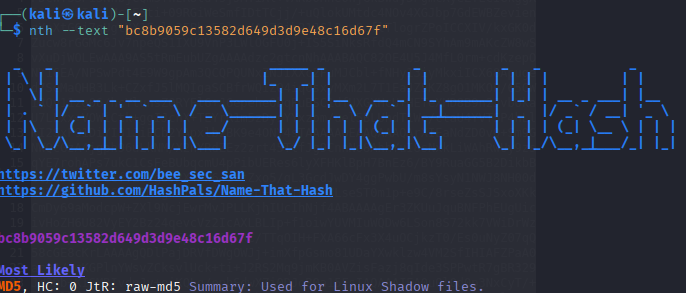 ┌──(kali㉿kali)-[~]
└─$ nth --text "bc8b9059c13582d649d3d9e48c16d67f"
Name-That-Hash
https://twitter.com/bee_sec_san
https://github.com/HashPals/Name-That-Hash
bc8b9059c13582d649d3d9e48c16d67f
Most Likely
MD5, HC: 0 JtR: raw-md5 Summary: Used for Linux Shadow files.